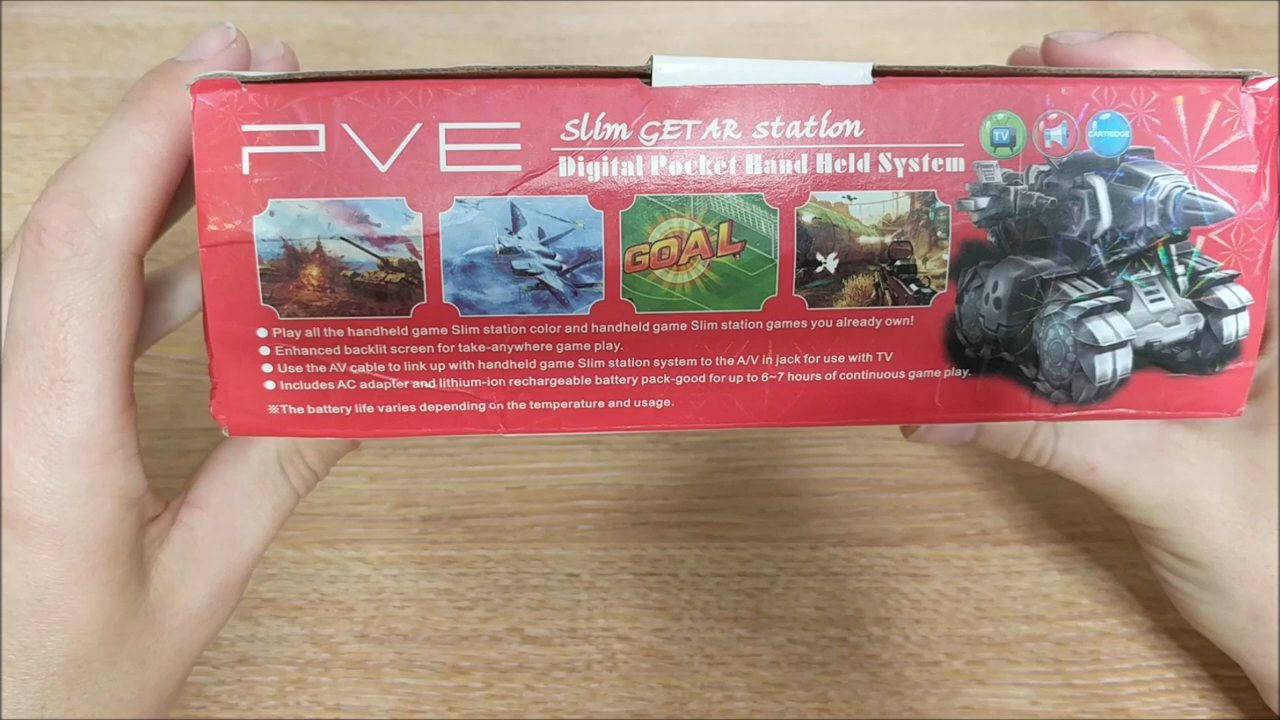 PVE
Slim GETAR station
Digital Pocket Hand Held System
TV
CARTRIDGE
GOAL
● Play all the handheld game Slim station color and handheld game Slim station games you already own!
● Enhanced backlit screen for take-anywhere game play.
● Use the AV cable to link up with handheld game Slim station system to the A/V in jack for use with TV
● Includes AC adapter and lithium-ion rechargeable battery pack-good for up to 6~7 hours of continuous game play.
※The battery life varies depending on the temperature and usage.